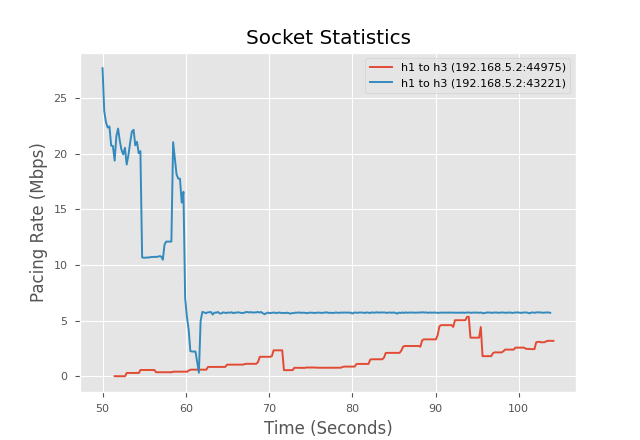 Socket Statistics
h1 to h3 (192.168.5.2:44975)
h1 to h3 (192.168.5.2:43221)
Pacing Rate (Mbps)
25
20
15
10
5
0
50 60 70 80 90 100
Time (Seconds)